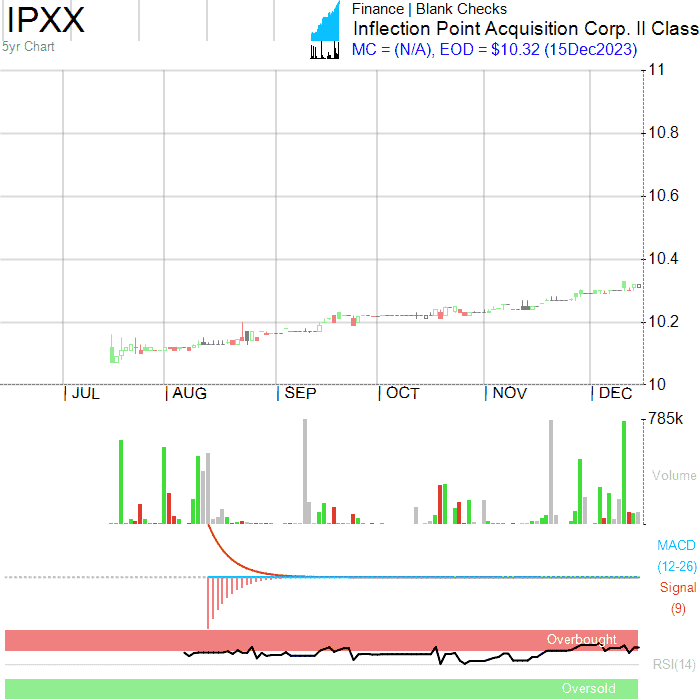 IPXX
5yr Chart
Finance | Blank Checks
Inflection Point Acquisition Corp. II Class
MC = (N/A), EOD = $10.32 (15Dec2023)
11
10.8
10.6
10.4
10.2
10
| JUL | AUG | SEP | OCT | NOV | DEC
785k
Volume
MACD
(12-26)
Signal
(9)
Overbought
RSI(14)
Oversold